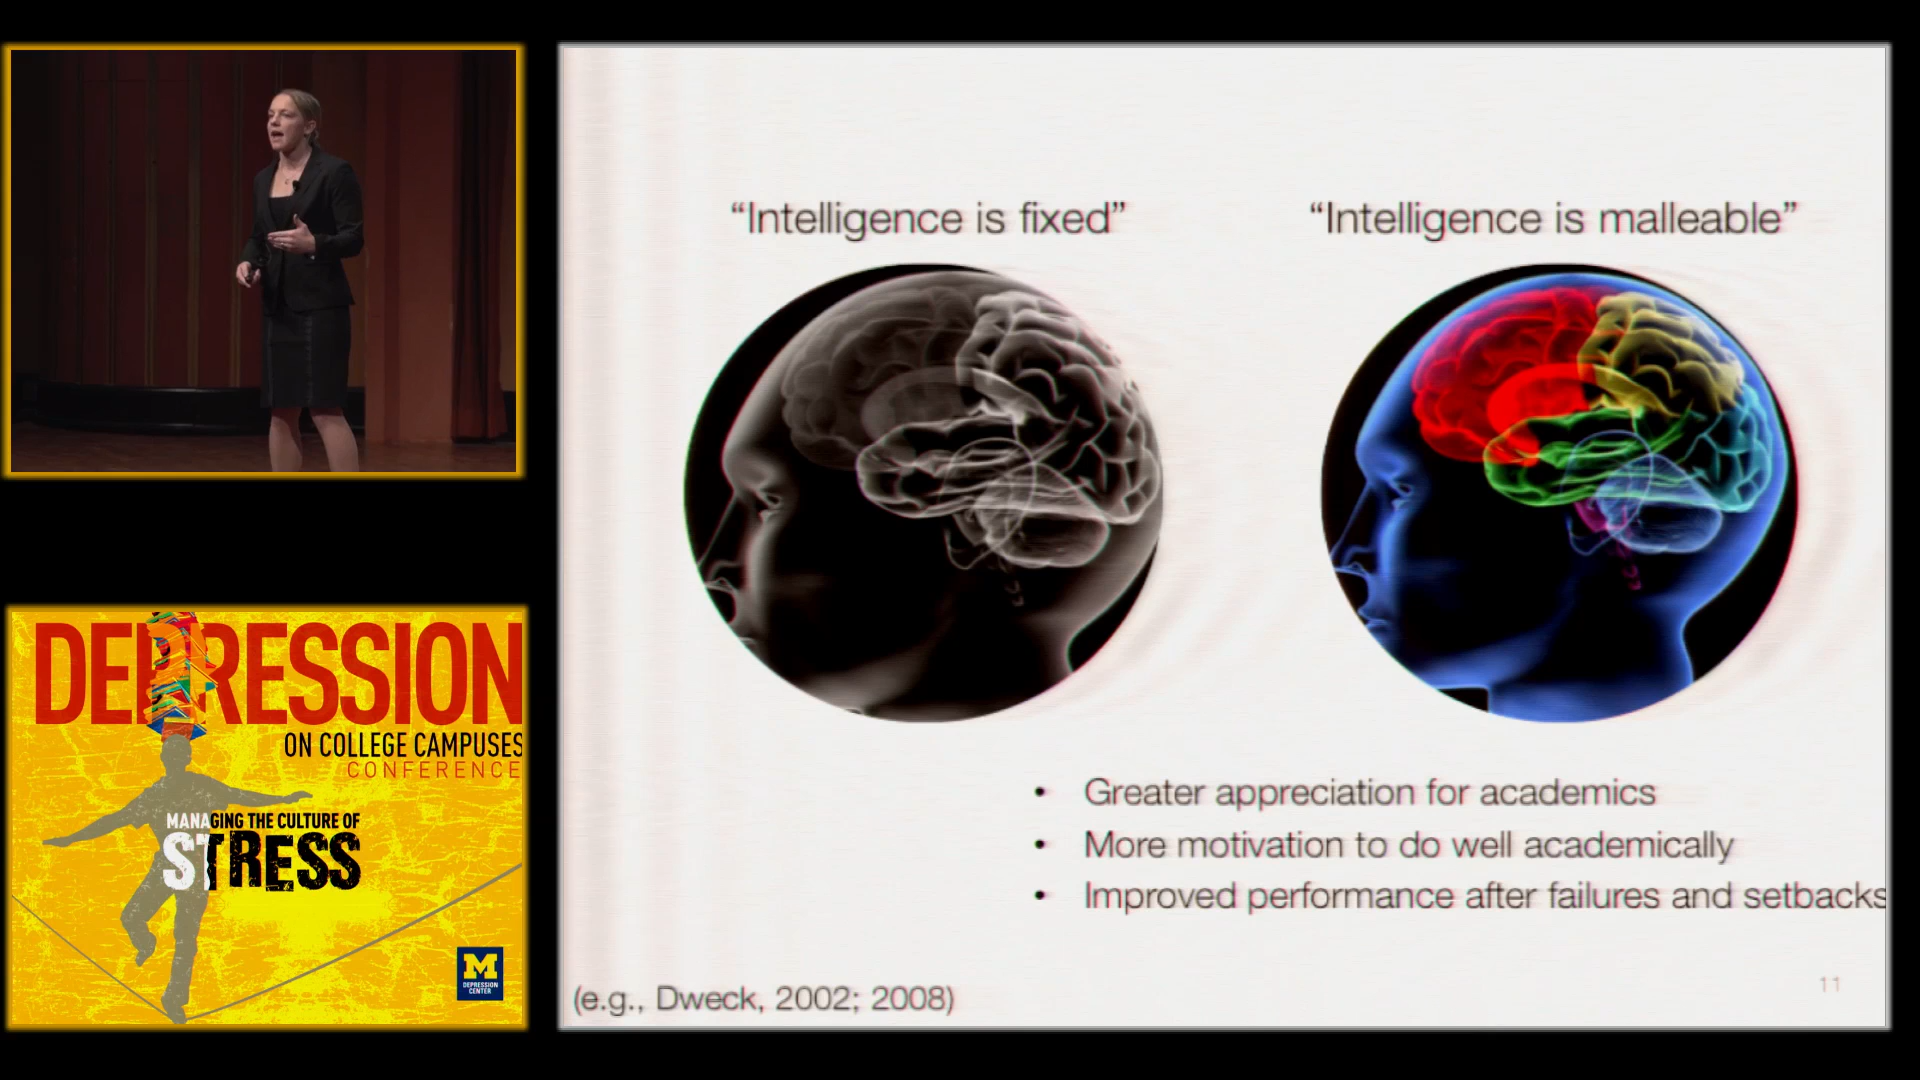 “Intelligence is fixed”
“Intelligence is malleable”
• Greater appreciation for academics
• More motivation to do well academically
• Improved performance after failures and setbacks
(e.g., Dweck, 2002; 2008)
11
DEPRESSION
ON COLLEGE CAMPUSES
CONFERENCE
MANAGING THE CULTURE OF
STRESS
M
DEPRESSION
CENTER